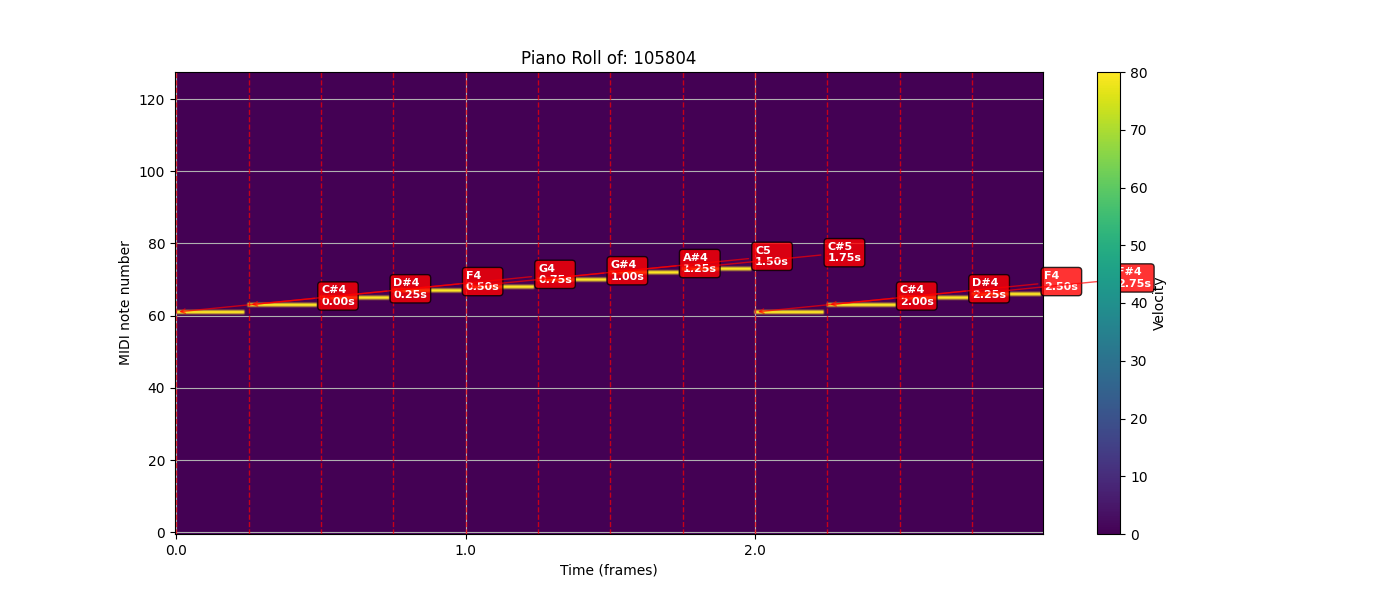 Piano Roll of: 105804
MIDI note number
120
100
80
60
40
20
0
C#4
0.00s
D#4
0.25s
F4
0.50s
G4
0.75s
G#4
1.00s
A#4
1.25s
C5
1.50s
C#5
1.75s
C#4
2.00s
D#4
2.25s
F4
2.50s
F#4
2.75s
0.0
1.0
2.0
Time (frames)
80
70
60
50
40
30
20
10
0
Velocity